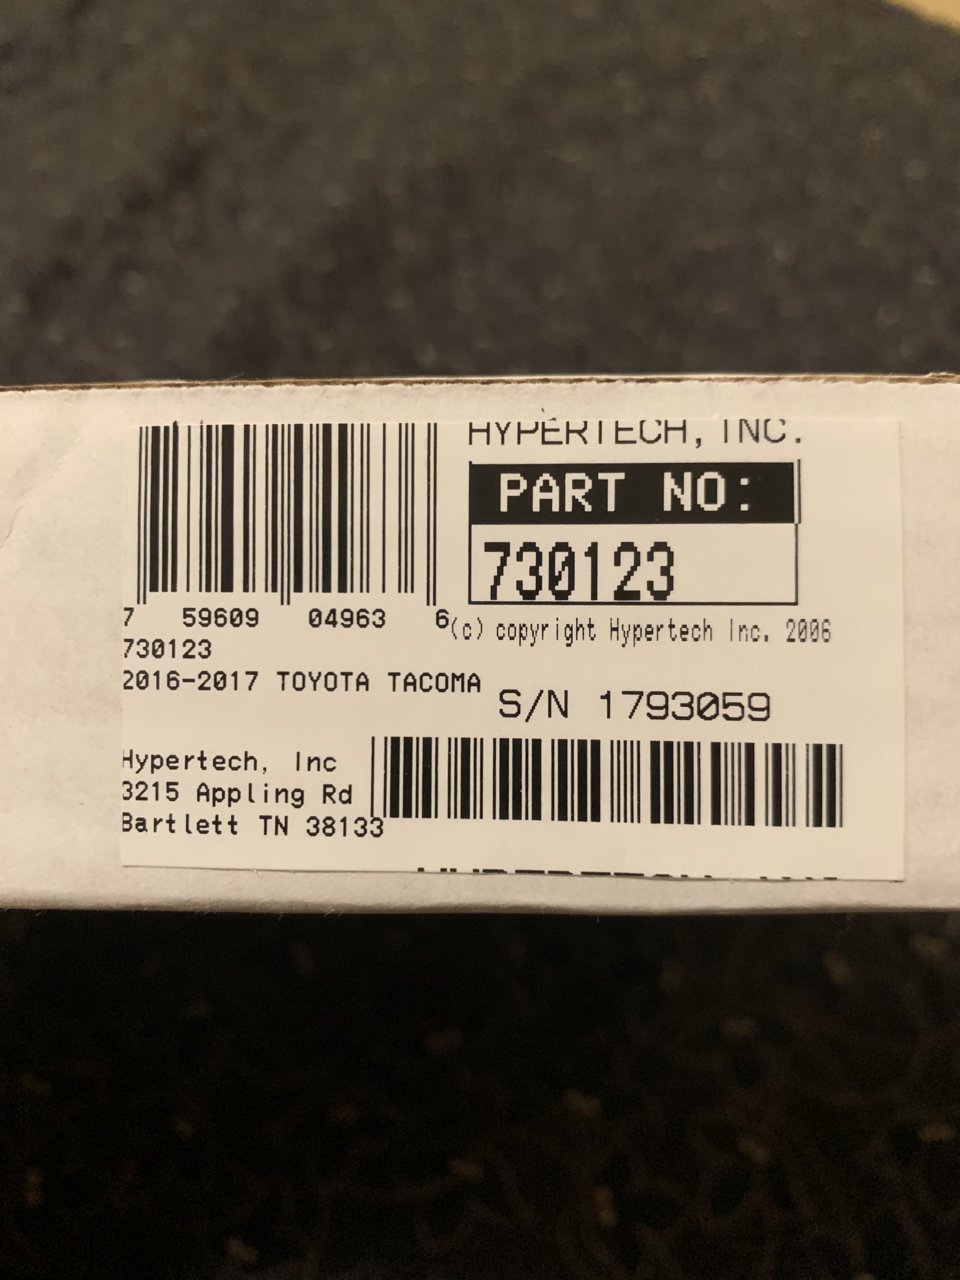 HYPERTECH, INC.
PART NO:
730123
7 59609 04963 6
(c) copyright Hypertech Inc. 2006
730123
2016-2017 TOYOTA TACOMA
S/N 1793059
Hypertech, Inc
3215 Appling Rd
Bartlett TN 38133